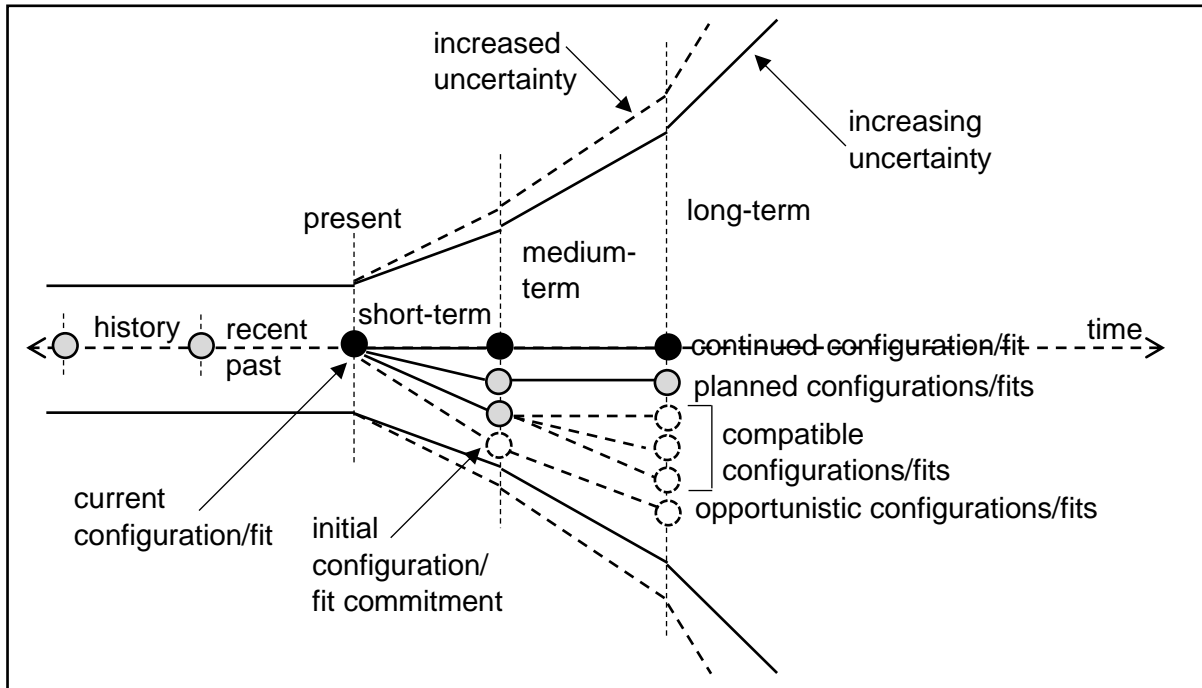 increased
uncertainty
increasing
uncertainty
present
long-term
medium-
term
short-term
history
recent
past
time
continued configuration/fit
planned configurations/fits
compatible
configurations/fits
opportunistic configurations/fits
current
configuration/fit
initial
configuration/
fit commitment